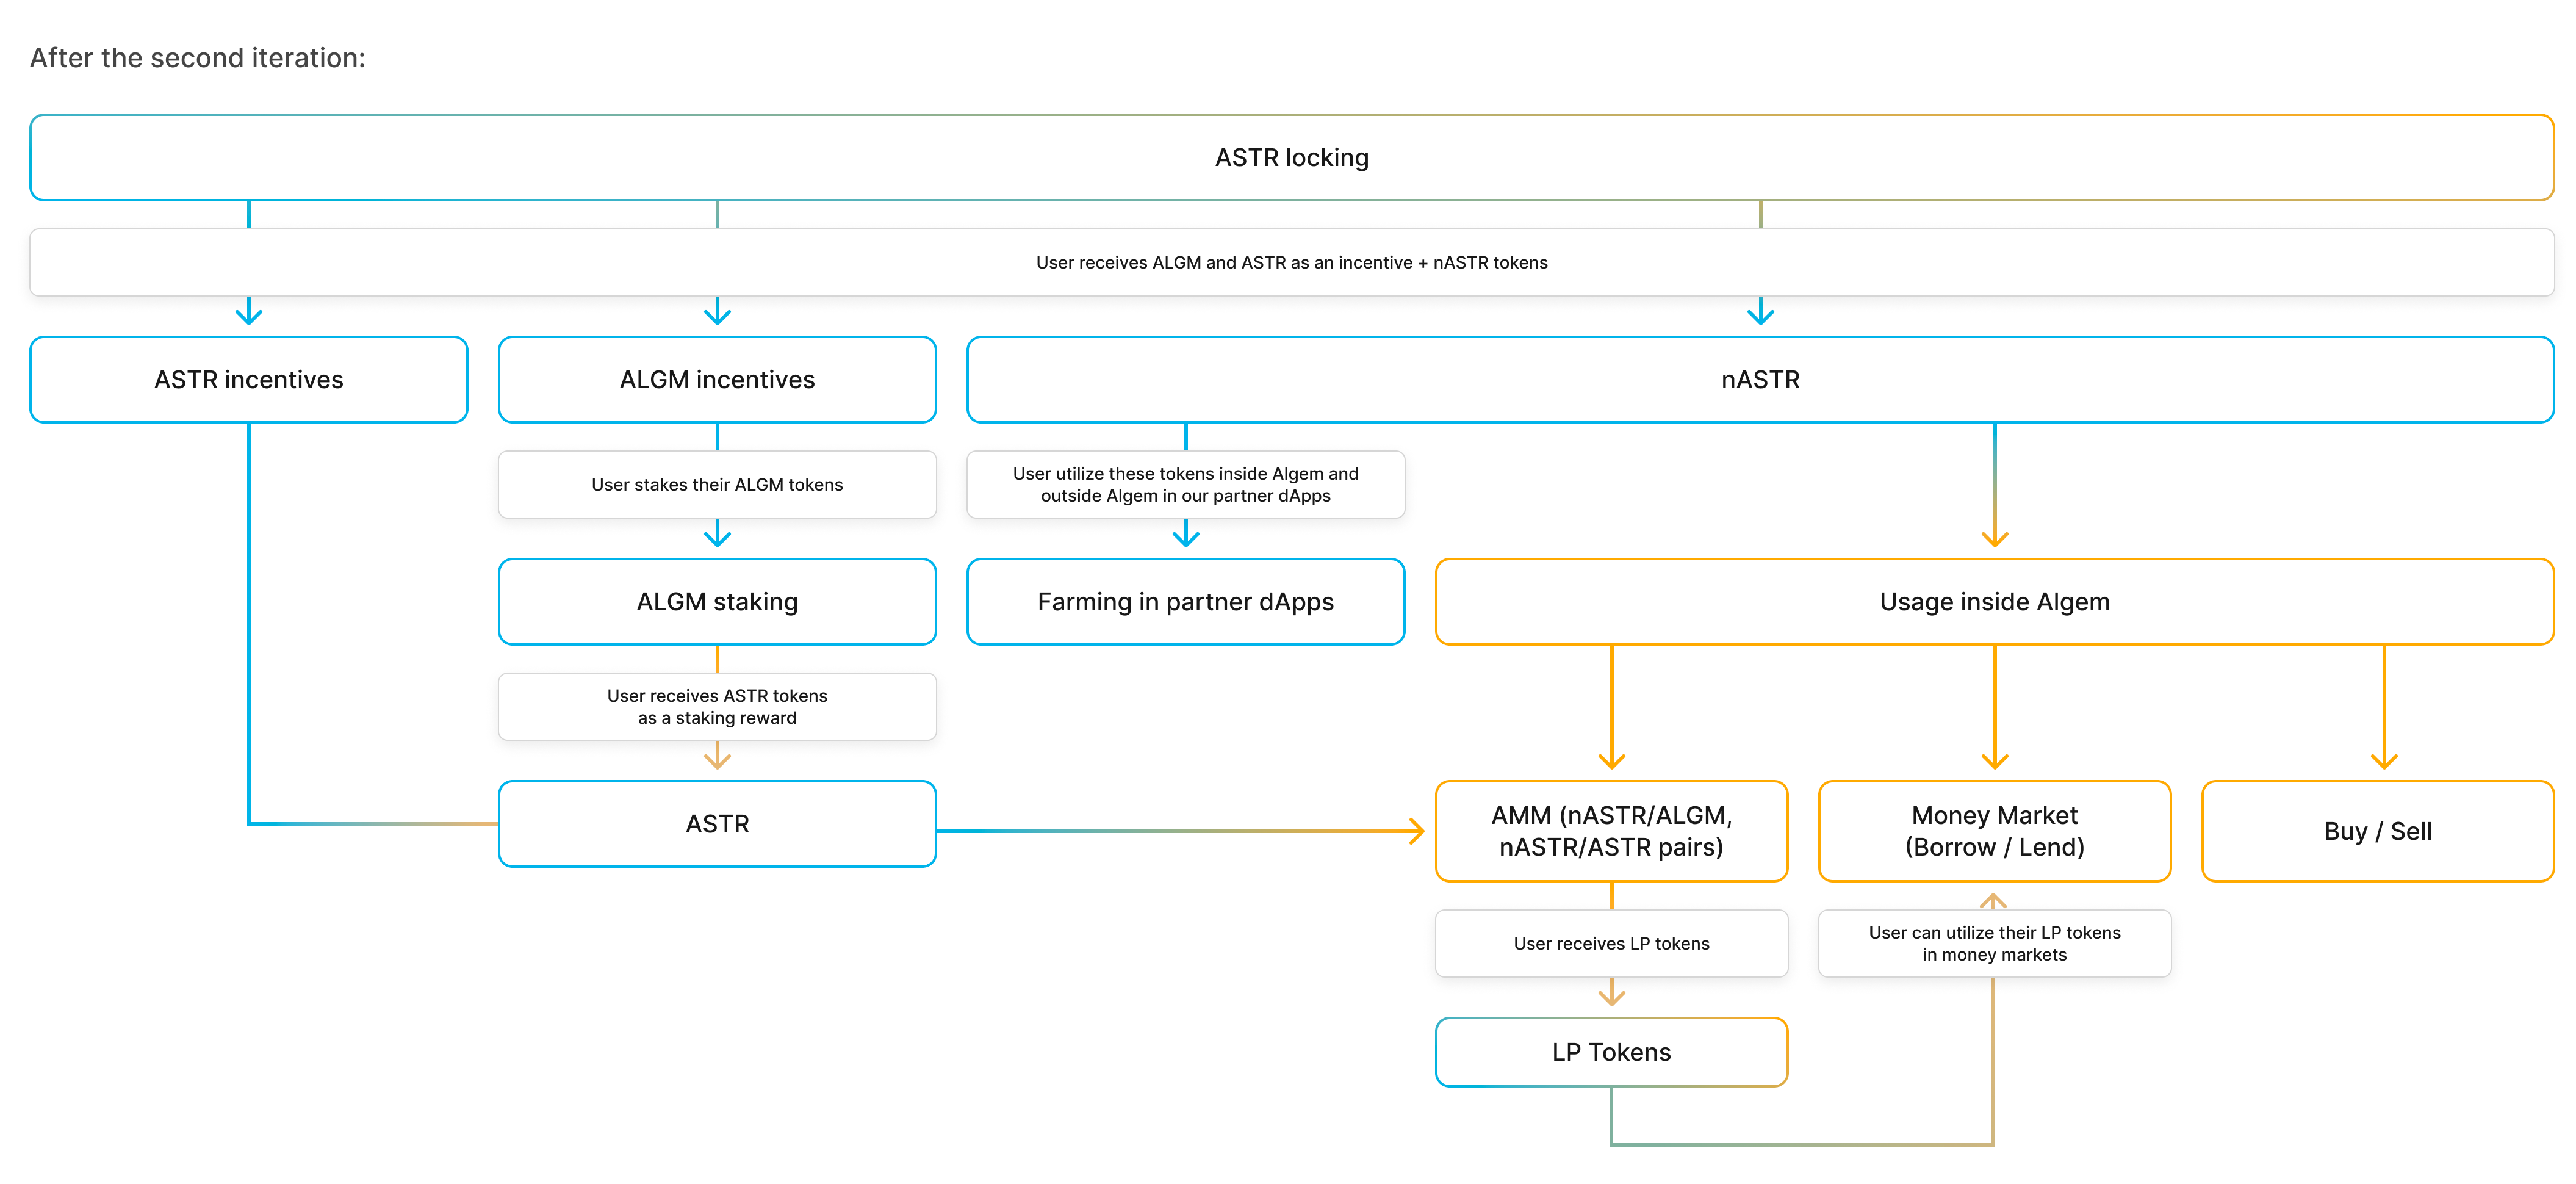 After the second iteration:
ASTR locking
User receives ALGM and ASTR as an incentive + nASTR tokens
ASTR incentives
ALGM incentives
nASTR
User stakes their ALGM tokens
User utilize these tokens inside Algem and
outside Algem in our partner dApps
ALGM staking
Farming in partner dApps
Usage inside Algem
User receives ASTR tokens
as a staking reward
ASTR
AMM (nASTR/ALGM,
nASTR/ASTR pairs)
Money Market
(Borrow / Lend)
Buy / Sell
User receives LP tokens
User can utilize their LP tokens
in money markets
LP Tokens